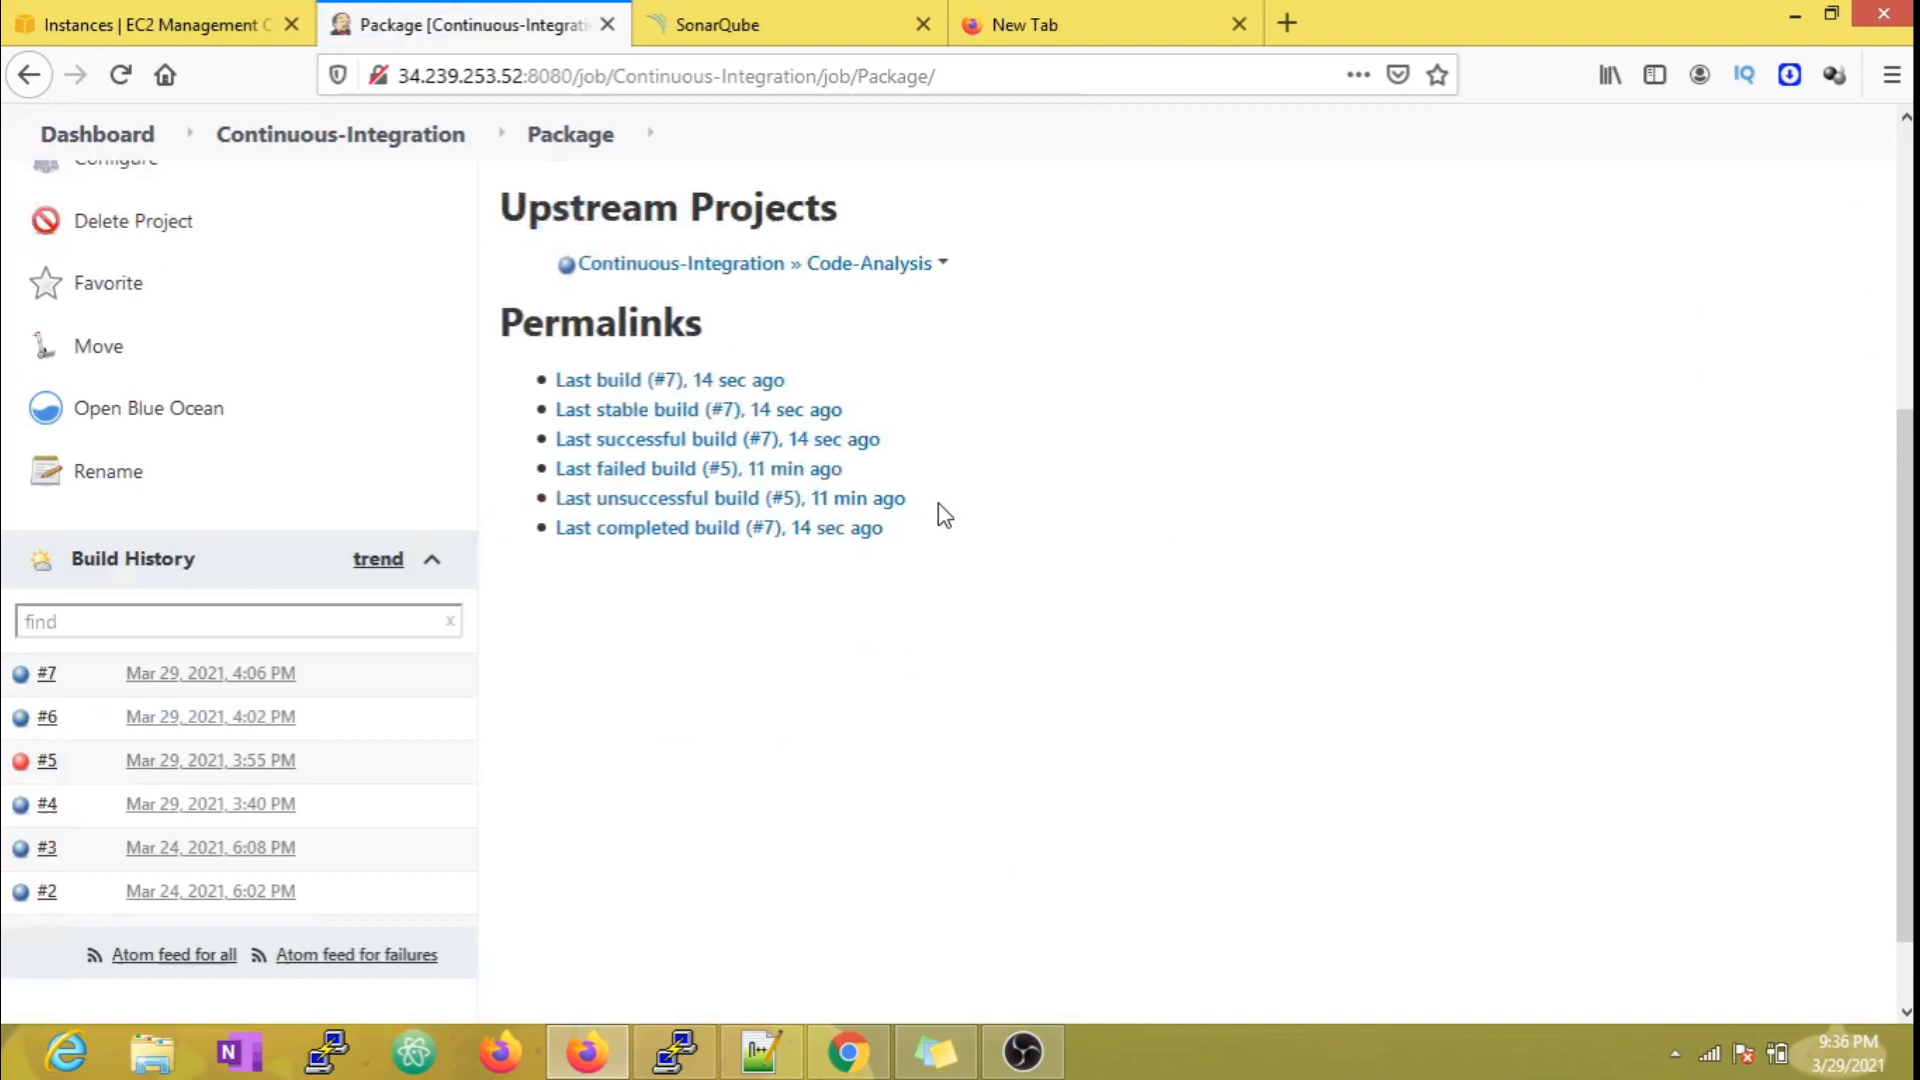 Instances | EC2 Management C
Package [Continuous-Integrati
SonarQube
New Tab
34.239.253.52:8080/job/Continuous-Integration/job/Package/
IQ
Dashboard
Continuous-Integration
Package
Configure
Delete Project
Favorite
Move
Open Blue Ocean
Rename
Upstream Projects
Continuous-Integration » Code-Analysis
Permalinks
Last build (#7), 14 sec ago
Last stable build (#7), 14 sec ago
Last successful build (#7), 14 sec ago
Last failed build (#5), 11 min ago
Last unsuccessful build (#5), 11 min ago
Last completed build (#7), 14 sec ago
Build History
trend
find
x
#7 Mar 29, 2021, 4:06 PM
#6 Mar 29, 2021, 4:02 PM
#5 Mar 29, 2021, 3:55 PM
#4 Mar 29, 2021, 3:40 PM
#3 Mar 24, 2021, 6:08 PM
#2 Mar 24, 2021, 6:02 PM
Atom feed for all
Atom feed for failures
N
9:36 PM
3/29/2021